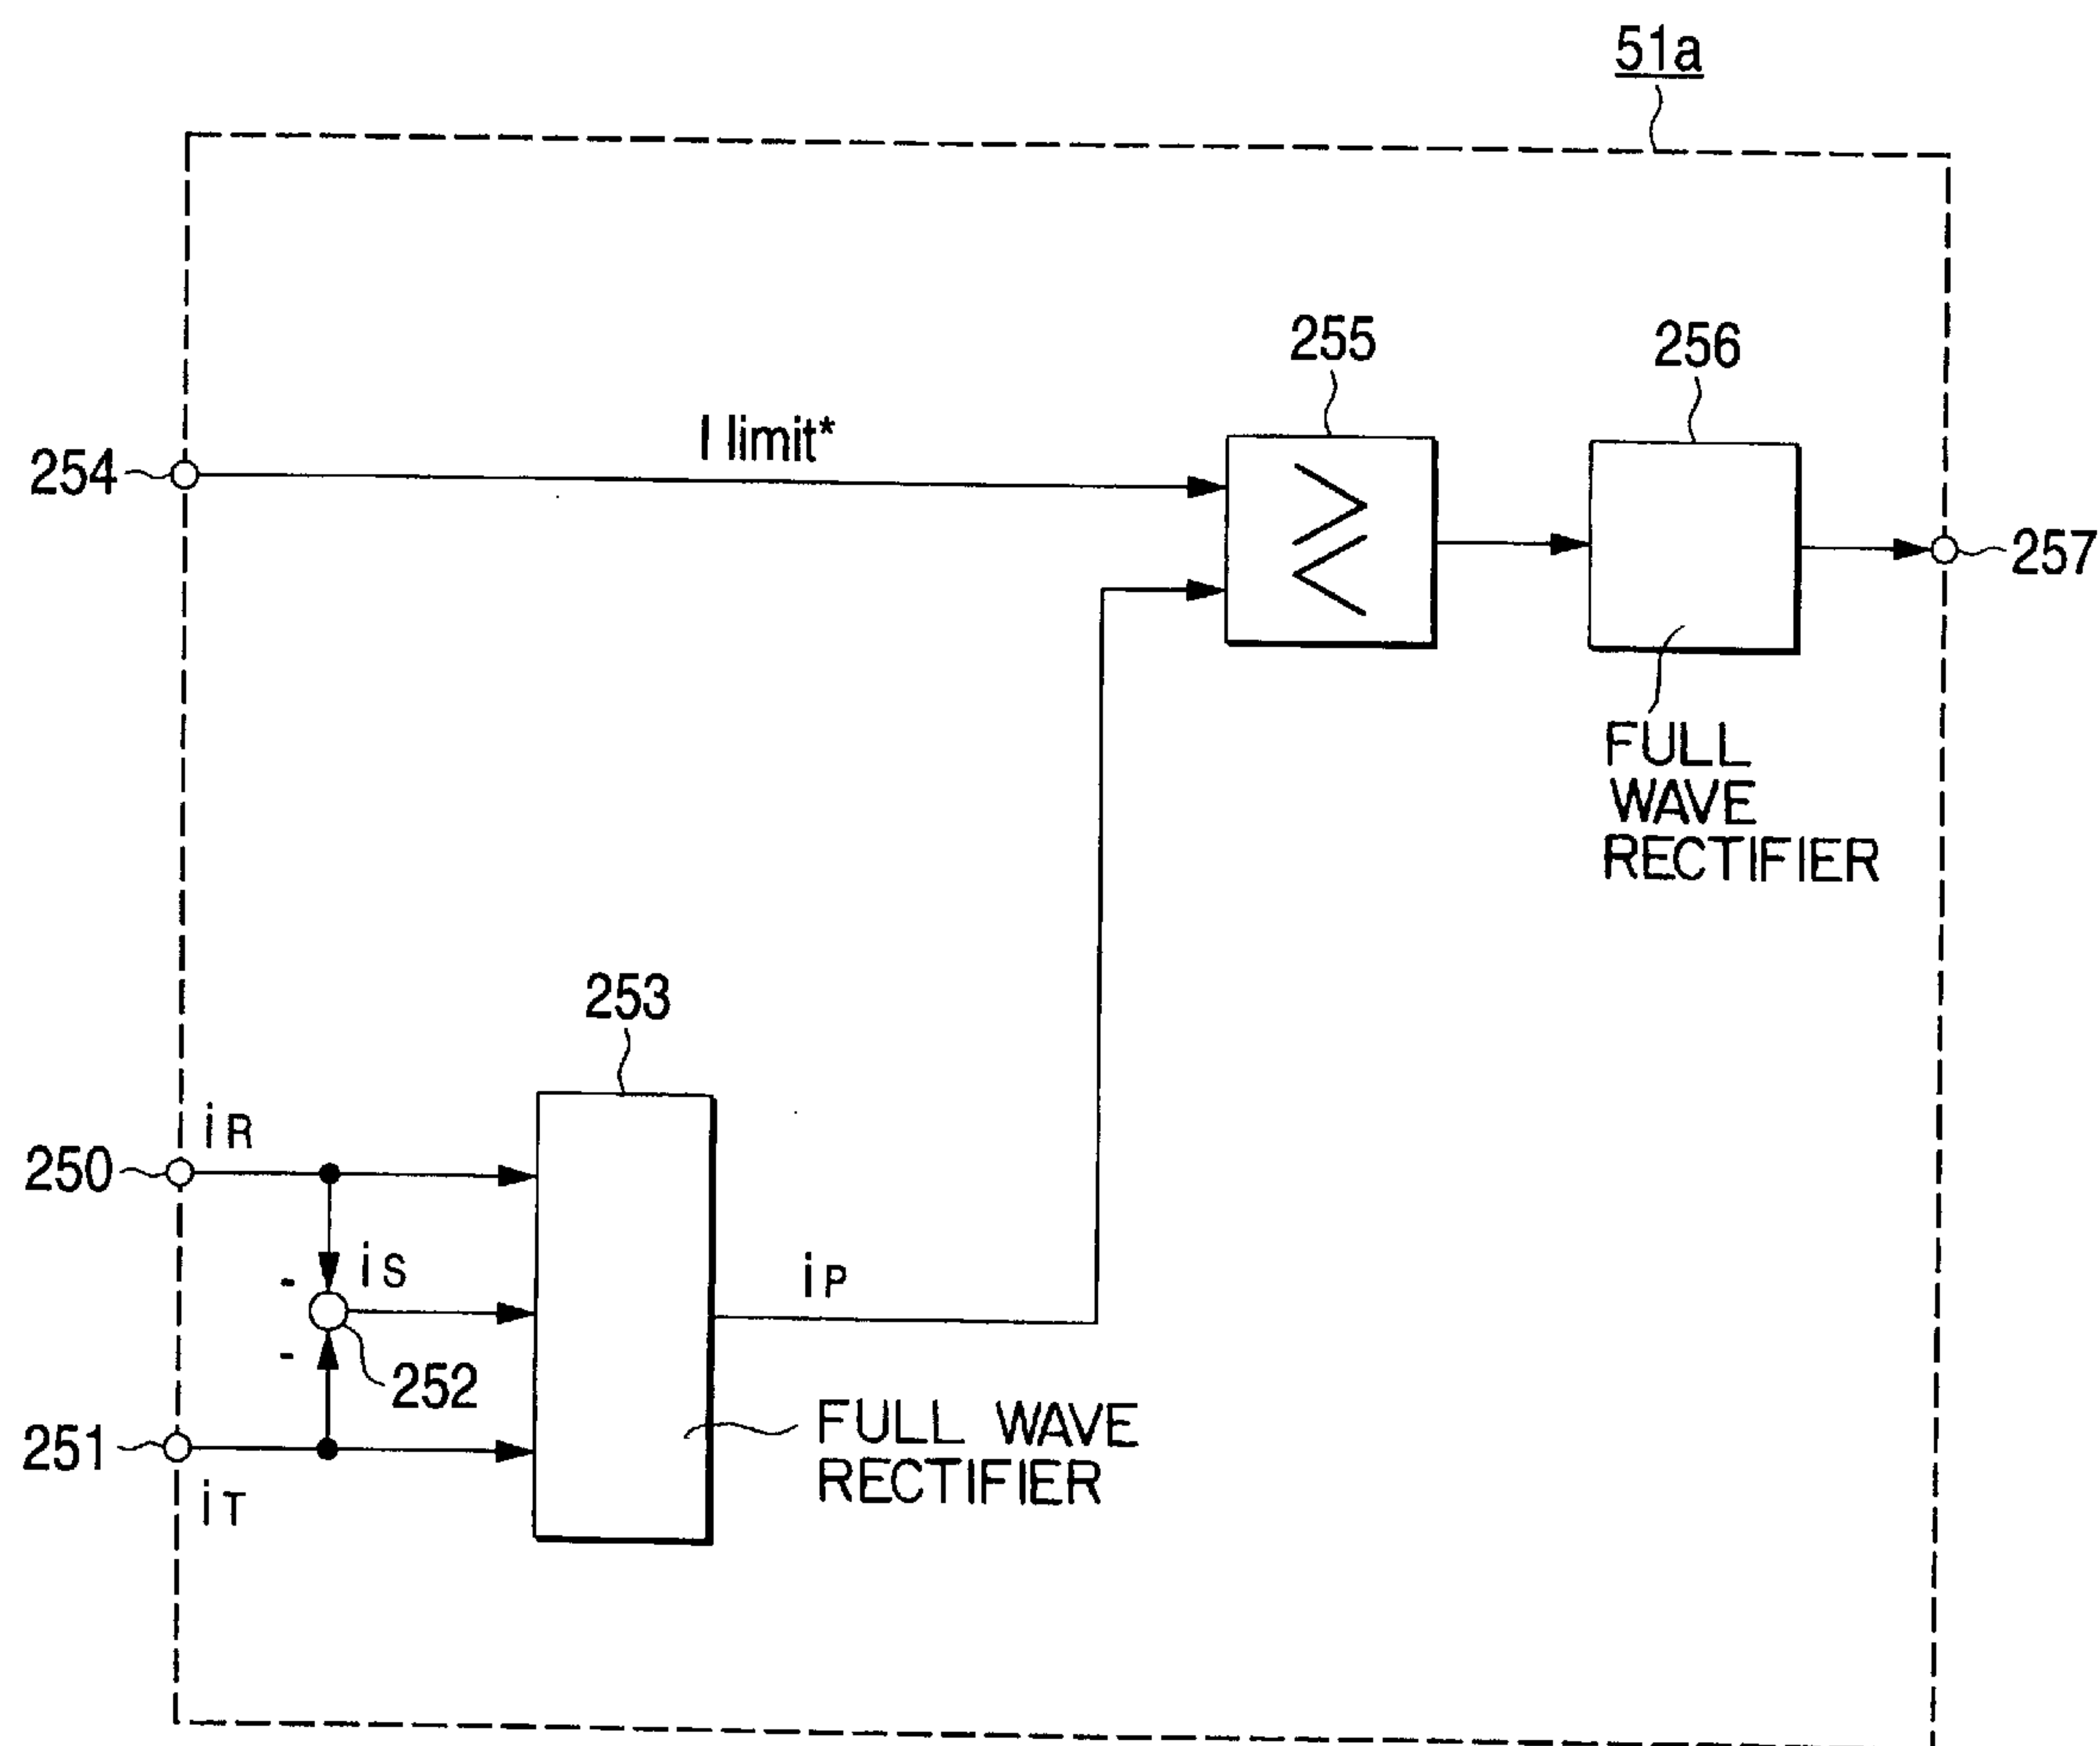 51a
255
256
I limit*
254
257
FULL
WAVE
RECTIFIER
253
iR
250
iS
-
iP
-
252
FULL WAVE
251
RECTIFIER
iT